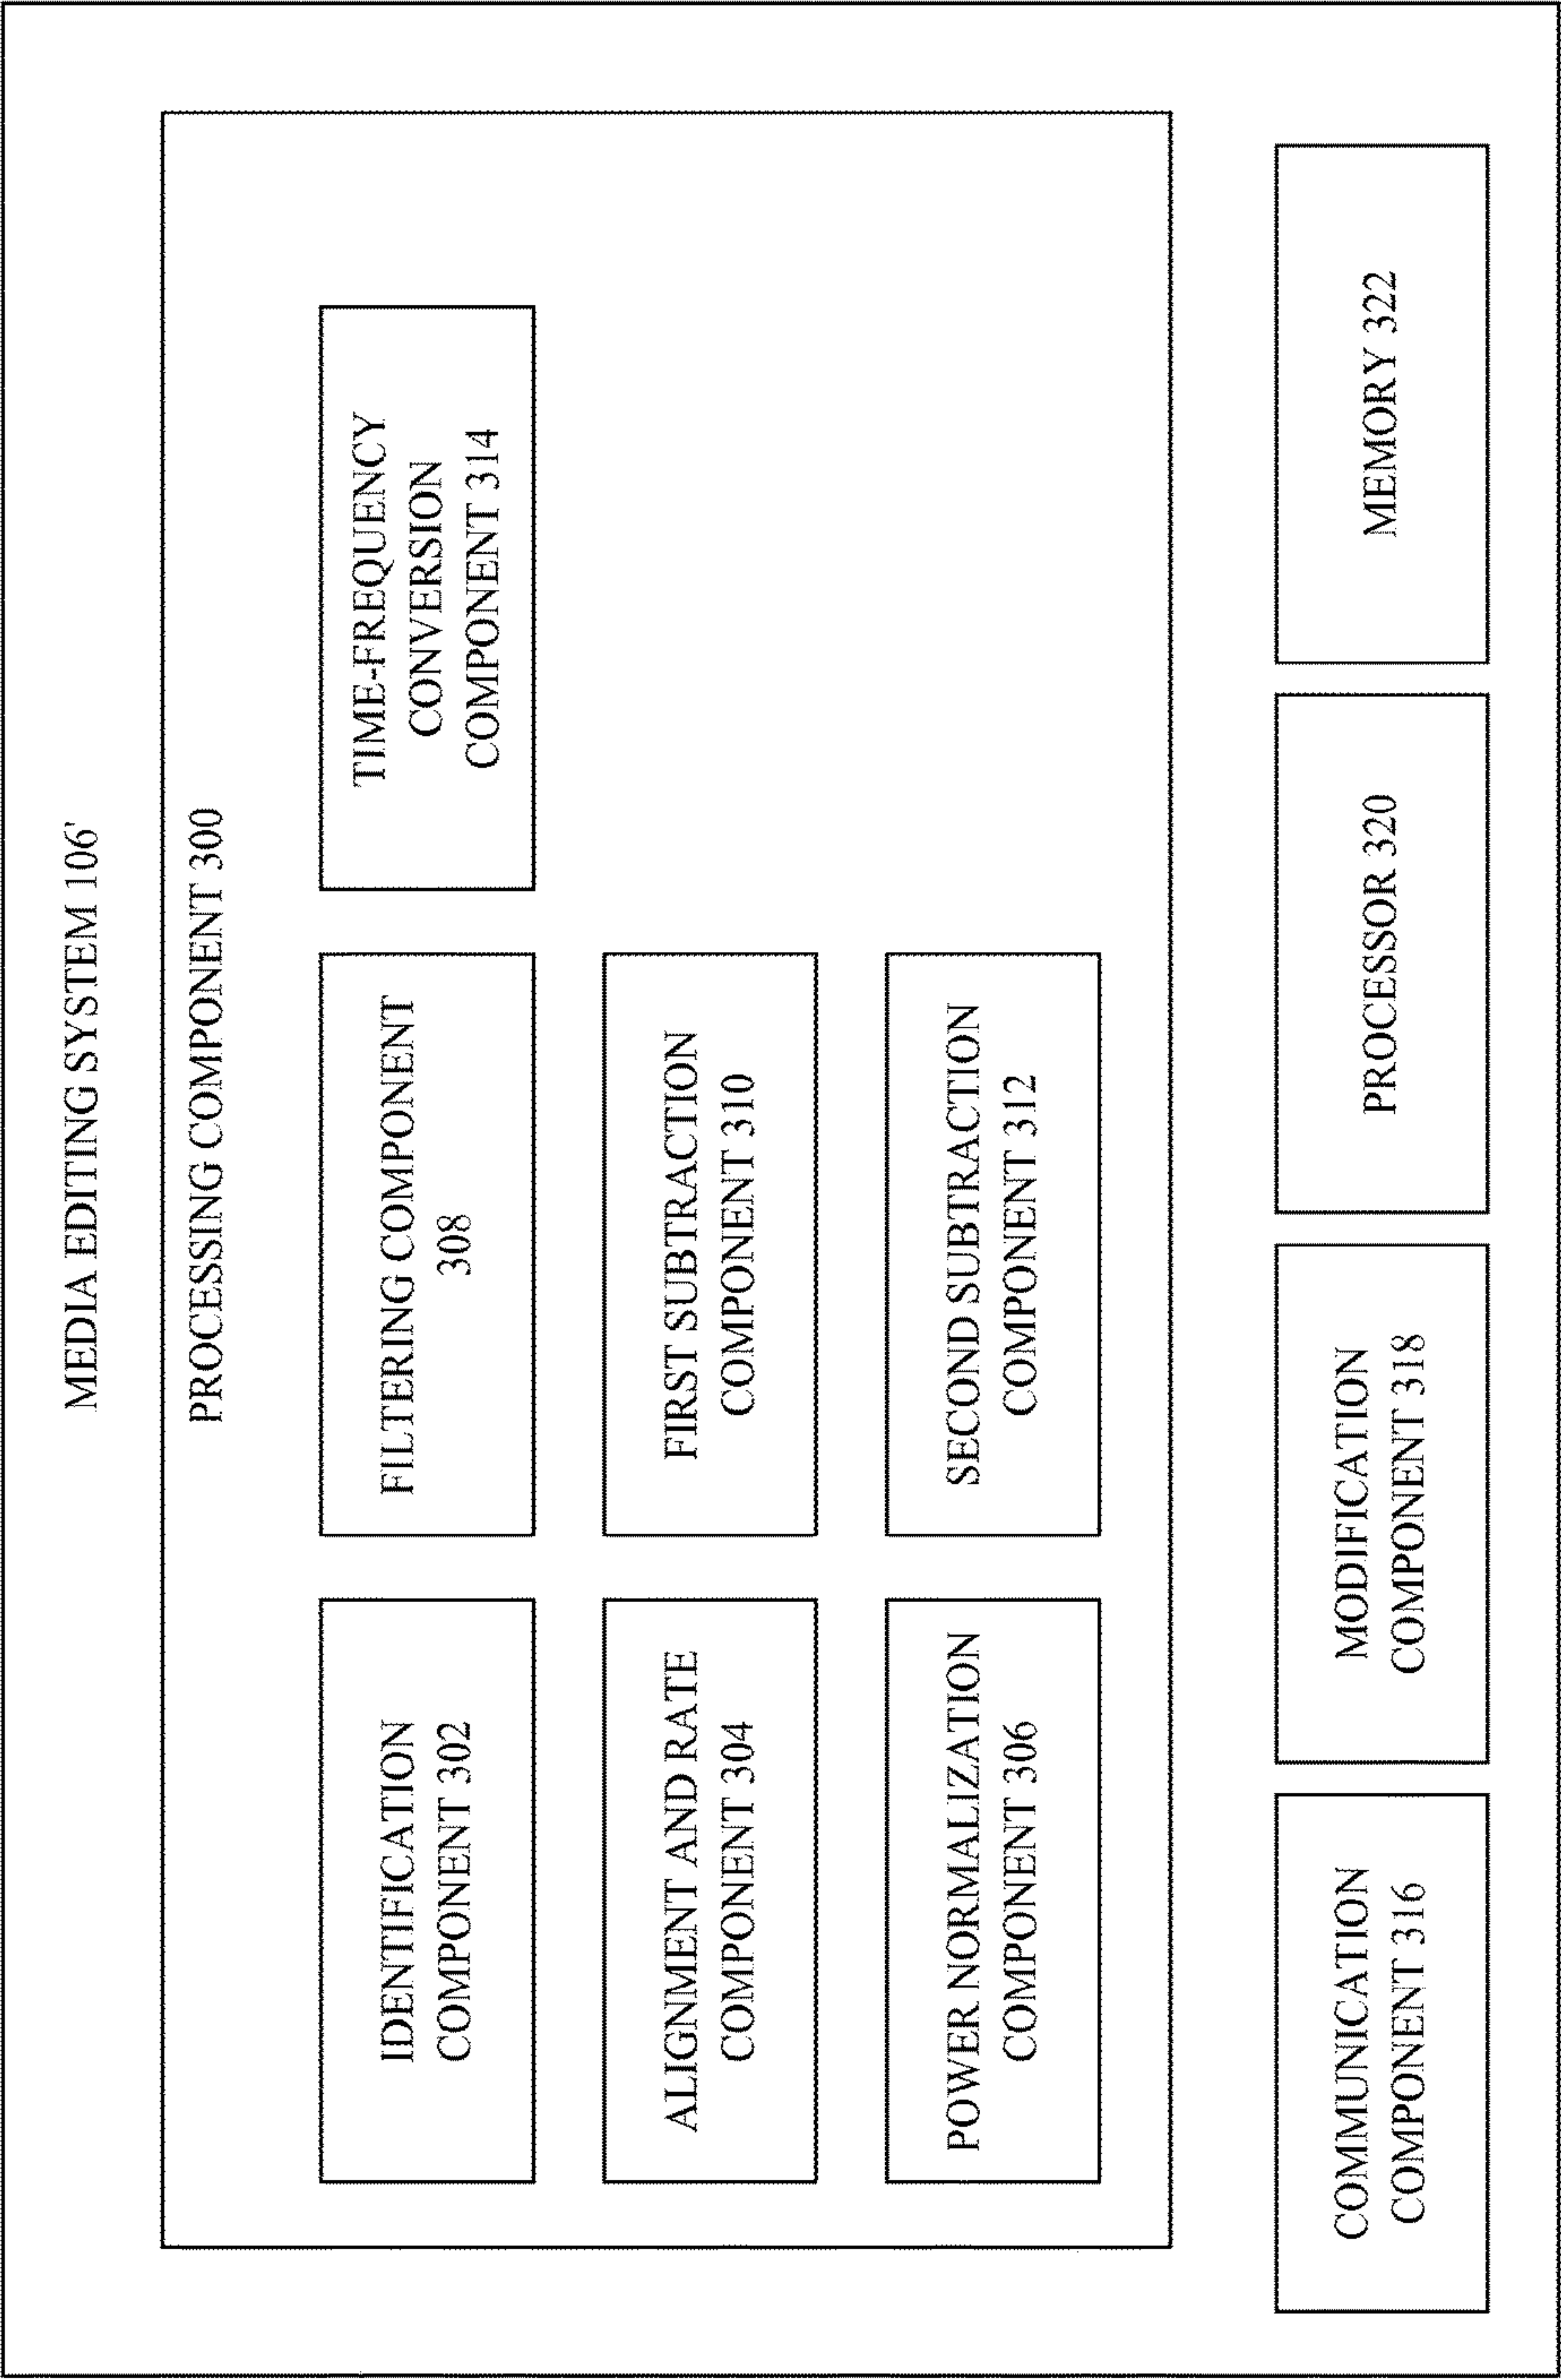 MEDIA EDITING SYSTEM 106'
PROCESSING COMPONENT 300
IDENTIFICATION
COMPONENT 302
FILTERING COMPONENT
308
TIME-FREQUENCY
CONVERSION
COMPONENT 314
ALIGNMENT AND RATE
COMPONENT 304
FIRST SUBTRACTION
COMPONENT 310
POWER NORMALIZATION
COMPONENT 306
SECOND SUBTRACTION
COMPONENT 312
COMMUNICATION
COMPONENT 316
MODIFICATION
COMPONENT 318
PROCESSOR 320
MEMORY 322